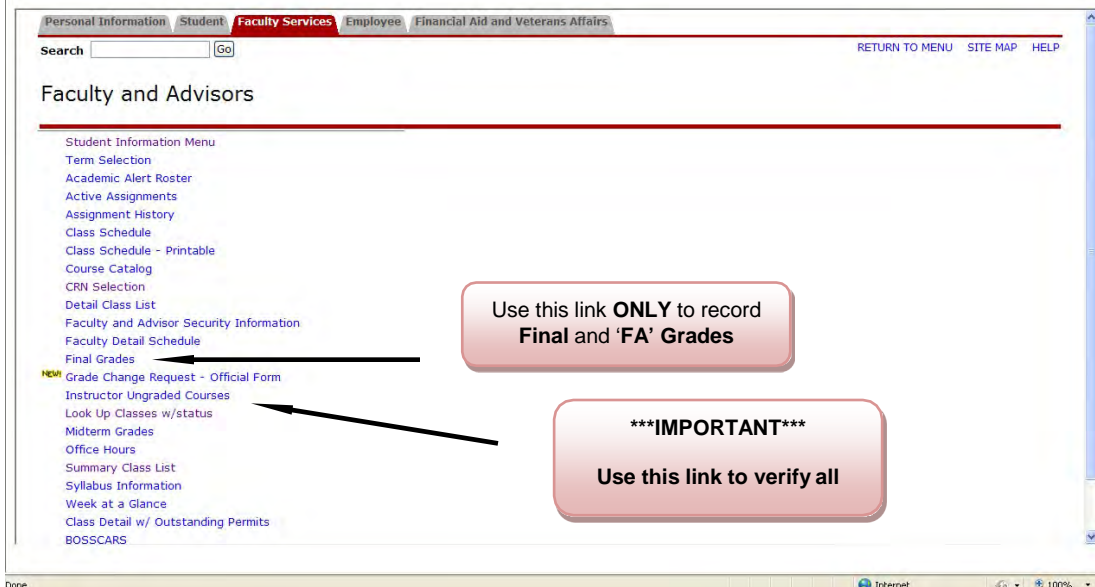 Personal Information Student Faculty Services Employee Financial Aid and Veterans Affairs
Search Go RETURN TO MENU SITE MAP HELP
Faculty and Advisors
Student Information Menu
Term Selection
Academic Alert Roster
Active Assignments
Assignment History
Class Schedule
Class Schedule - Printable
Course Catalog
CRN Selection
Detail Class List
Faculty and Advisor Security Information
Faculty Detail Schedule
Final Grades
NEW! Grade Change Request - Official Form
Instructor Ungraded Courses
Look Up Classes w/status
Midterm Grades
Office Hours
Summary Class List
Syllabus Information
Week at a Glance
Class Detail w/ Outstanding Permits
BOSSCARS
Use this link ONLY to record
Final and ‘FA’ Grades
***IMPORTANT***
Use this link to verify all
Done Internet 100%